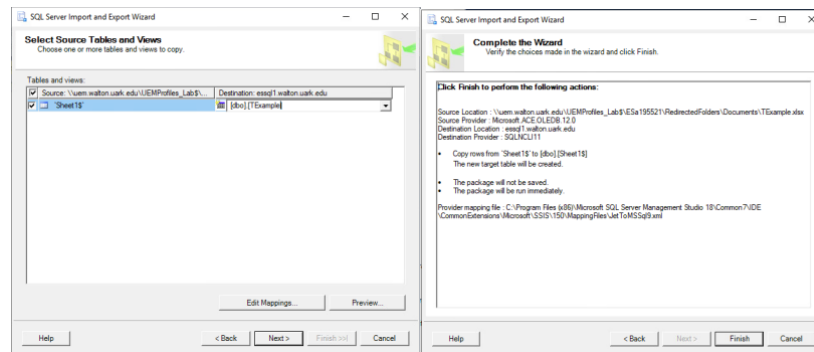 SQL Server Import and Export Wizard
Select Source Tables and Views
Choose one or more tables and views to copy.
Tables and views:
Source: \\uem.walton.uark.edu\UEMProfiles_Lab$\...
Destination: essql1.walton.uark.edu
`Sheet1$`
[dbo].[TExample]
Edit Mappings...
Preview...
Help
< Back
Next >
Finish >>|
Cancel
SQL Server Import and Export Wizard
Complete the Wizard
Verify the choices made in the wizard and click Finish.
Click Finish to perform the following actions:
Source Location : \\uem.walton.uark.edu\UEMProfiles_Lab$\ESa195521\RedirectedFolders\Documents\TExample.xlsx
Source Provider : Microsoft.ACE.OLEDB.12.0
Destination Location : essql1.walton.uark.edu
Destination Provider : SQLNCLI11
• Copy rows from `Sheet1$` to [dbo].[Sheet1$]
The new target table will be created.
• The package will not be saved.
• The package will be run immediately.
Provider mapping file : C:\Program Files (x86)\Microsoft SQL Server Management Studio 18\Common7\IDE
\CommonExtensions\Microsoft\SSIS\150\MappingFiles\JetToMSSql9.xml
Help
< Back
Next >
Finish
Cancel